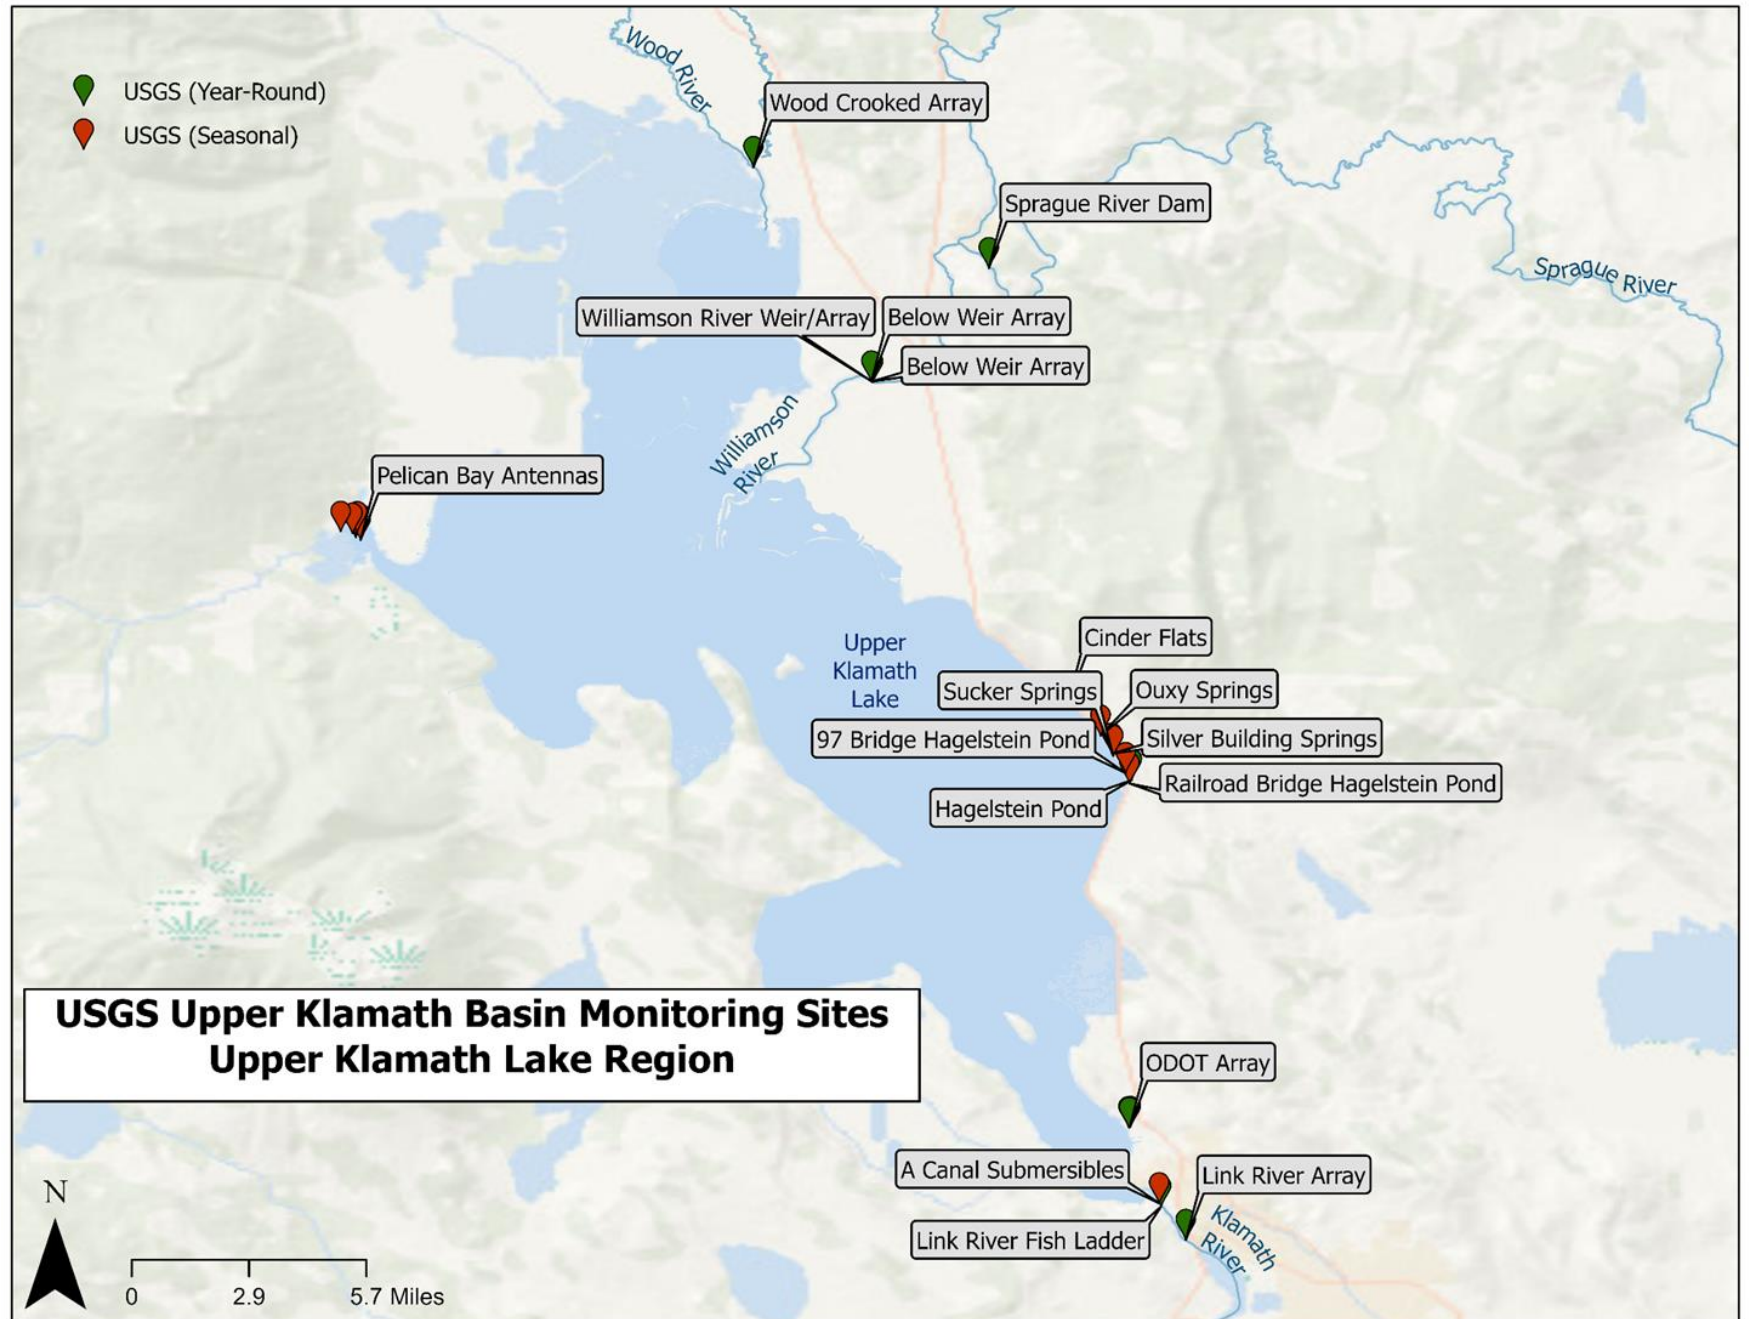 Wood River
USGS (Year-Round)
USGS (Seasonal)
Wood Crooked Array
Sprague River Dam
Sprague River
Williamson River Weir/Array
Below Weir Array
Below Weir Array
Williamson
River
Pelican Bay Antennas
Upper
Klamath
Lake
Cinder Flats
Sucker Springs
Ouxy Springs
97 Bridge Hagelstein Pond
Silver Building Springs
Railroad Bridge Hagelstein Pond
Hagelstein Pond
USGS Upper Klamath Basin Monitoring Sites
Upper Klamath Lake Region
ODOT Array
A Canal Submersibles
Link River Array
Link River Fish Ladder
Klamath
River
N
0 2.9 5.7 Miles